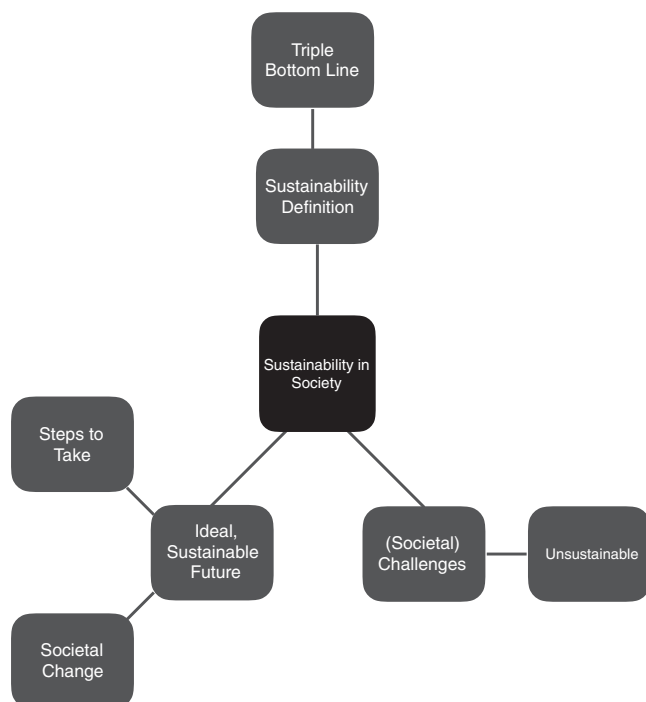 Triple
Bottom Line
Sustainability
Definition
Sustainability in
Society
Steps to
Take
Ideal,
Sustainable
Future
(Societal)
Challenges
Unsustainable
Societal
Change